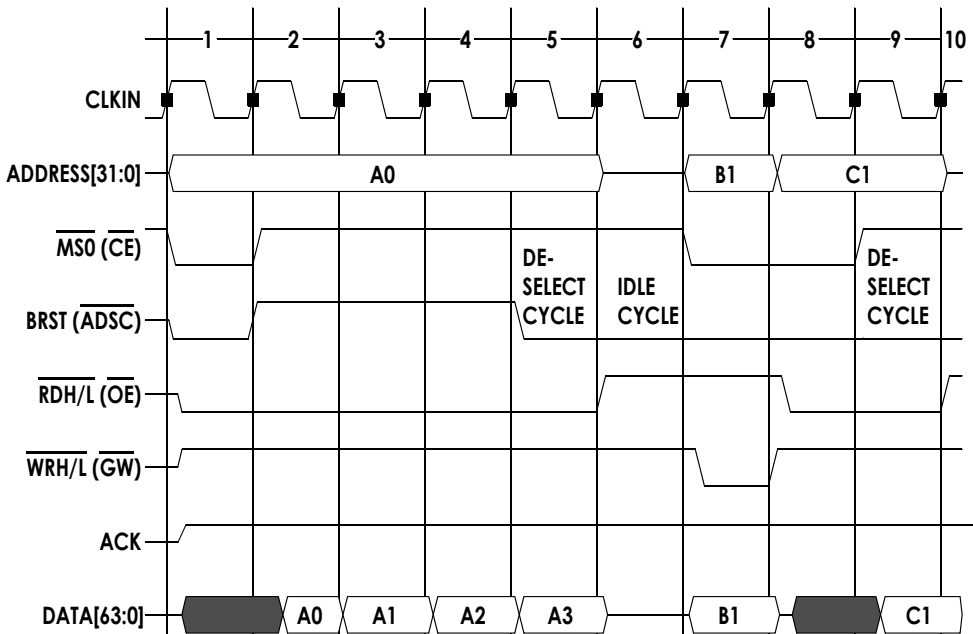 1 2 3 4 5 6 7 8 9 10
CLKIN
ADDRESS[31:0] A0 B1 C1
MS0 (CE)
DE-
SELECT
CYCLE
IDLE
CYCLE
DE-
SELECT
CYCLE
BRST (ADSC)
RDH/L (OE)
WRH/L (GW)
ACK
DATA[63:0] A0 A1 A2 A3 B1 C1